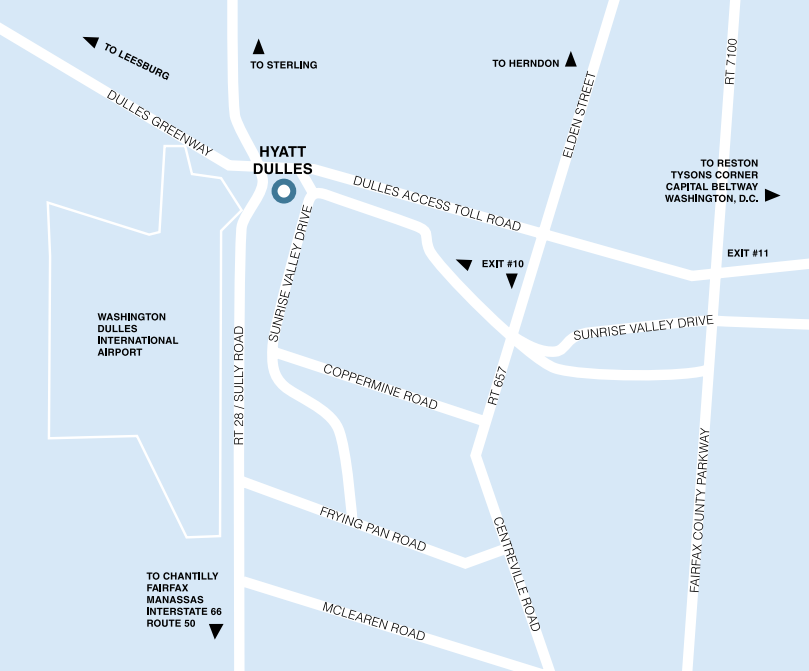 TO LEESBURG
TO STERLING
TO HERNDON
RT 7100
ELDEN STREET
DULLES GREENWAY
HYATT
DULLES
TO RESTON
TYSONS CORNER
CAPITAL BELTWAY
WASHINGTON, D.C.
DULLES ACCESS TOLL ROAD
SUNRISE VALLEY DRIVE
EXIT #11
EXIT #10
WASHINGTON
DULLES
INTERNATIONAL
AIRPORT
SUNRISE VALLEY DRIVE
RT 28 / SULLY ROAD
COPPERMINE ROAD
RT 657
FRYING PAN ROAD
CENTREVILLE ROAD
FAIRFAX COUNTY PARKWAY
TO CHANTILLY
FAIRFAX
MANASSAS
INTERSTATE 66
ROUTE 50
MCLEAREN ROAD